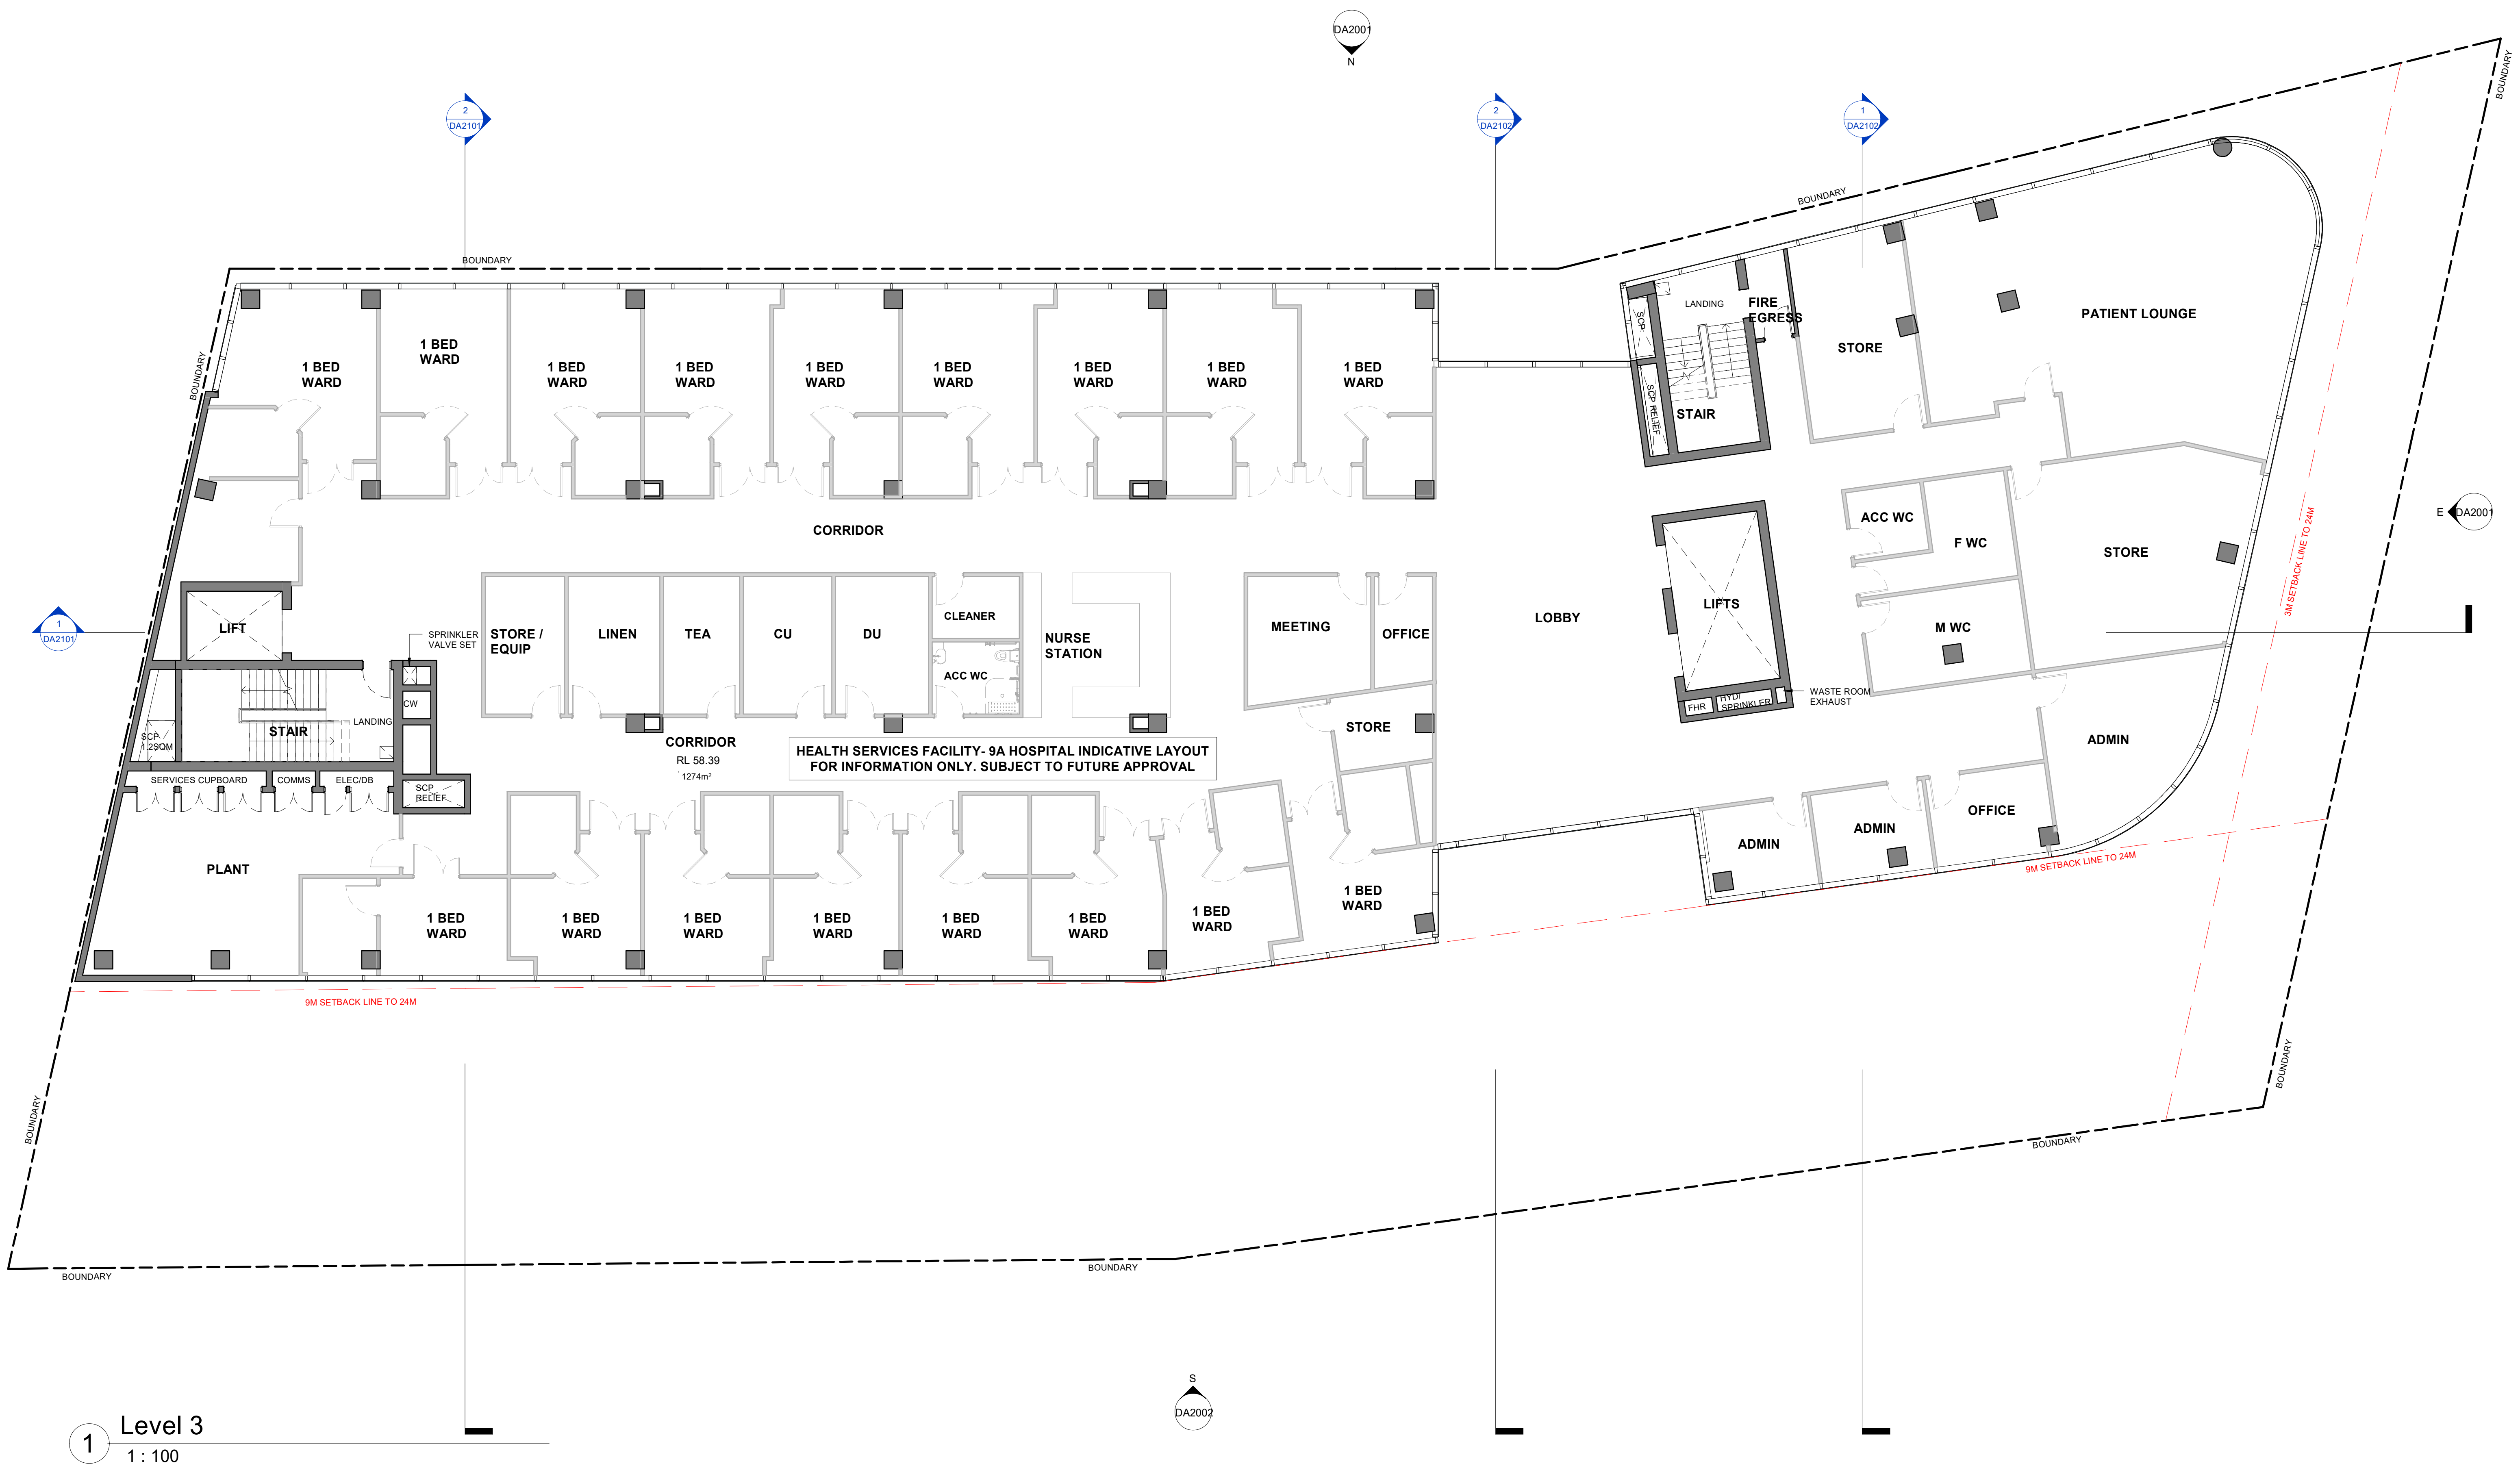 DA2001
N
2
DA2101
2
DA2102
1
DA2102
BOUNDARY
BOUNDARY
BOUNDARY
BOUNDARY
1 BED
WARD
1 BED
WARD
1 BED
WARD
1 BED
WARD
1 BED
WARD
1 BED
WARD
1 BED
WARD
1 BED
WARD
1 BED
WARD
SCP
LANDING
FIRE
EGRESS
SCP RELIEF
STAIR
STORE
PATIENT LOUNGE
CORRIDOR
ACC WC
F WC
STORE
3M SETBACK LINE TO 24M
E
DA2001
1
DA2101
LIFT
SPRINKLER
VALVE SET
STORE /
EQUIP
LINEN
TEA
CU
DU
CLEANER
ACC WC
NURSE
STATION
MEETING
OFFICE
LOBBY
LIFTS
M WC
FHR
HYD/
SPRINKLER
WASTE ROOM
EXHAUST
CW
LANDING
STAIR
SCP
1.2SQM
CORRIDOR
RL 58.39
1274m²
HEALTH SERVICES FACILITY- 9A HOSPITAL INDICATIVE LAYOUT
FOR INFORMATION ONLY. SUBJECT TO FUTURE APPROVAL
STORE
ADMIN
SERVICES CUPBOARD
COMMS
ELEC/DB
SCP
RELIEF
PLANT
ADMIN
ADMIN
OFFICE
9M SETBACK LINE TO 24M
1 BED
WARD
1 BED
WARD
1 BED
WARD
1 BED
WARD
1 BED
WARD
1 BED
WARD
1 BED
WARD
1 BED
WARD
9M SETBACK LINE TO 24M
BOUNDARY
BOUNDARY
BOUNDARY
BOUNDARY
BOUNDARY
S
DA2002
1
Level 3
1 : 100